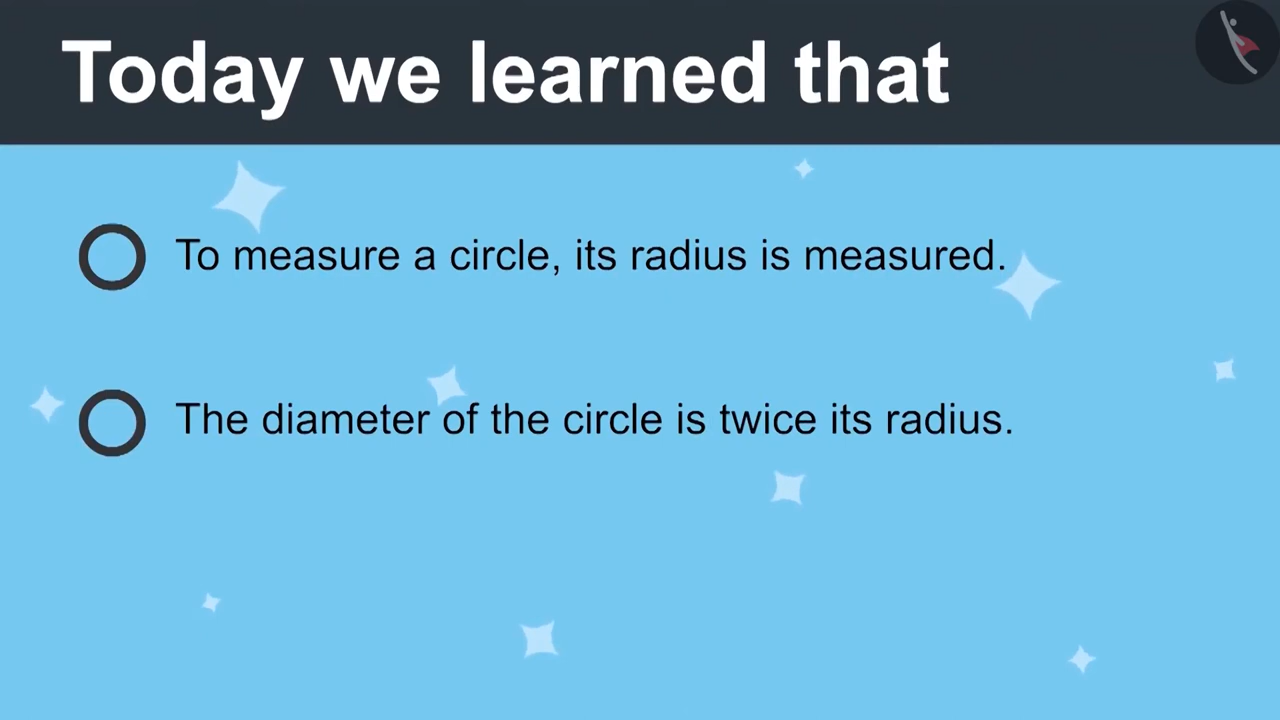 Today we learned that
To measure a circle, its radius is measured.
The diameter of the circle is twice its radius.